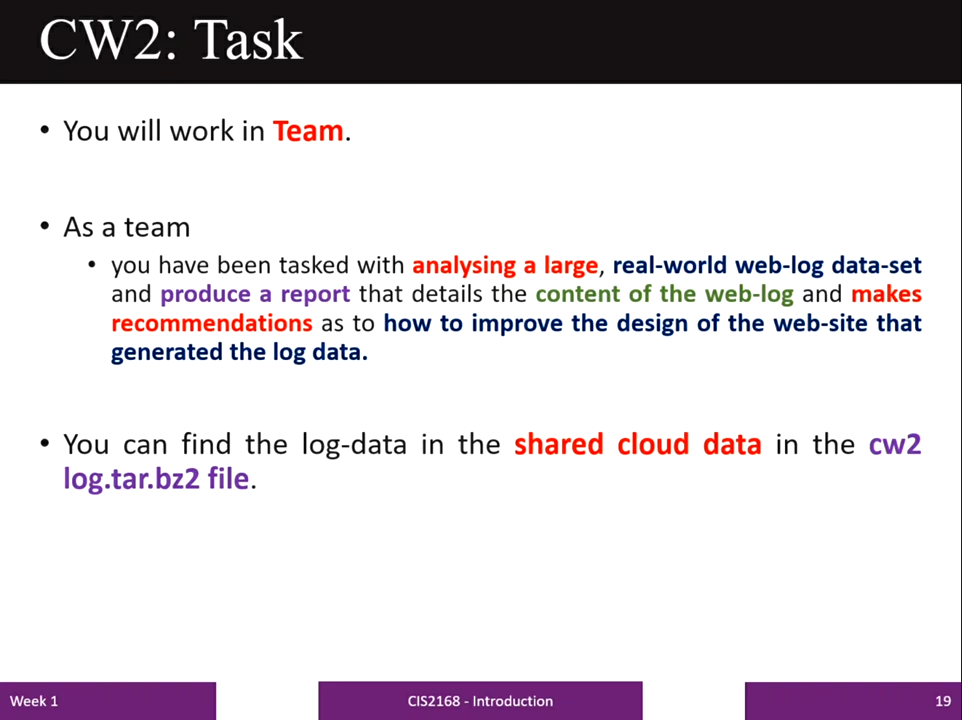 CW2: Task
• You will work in Team.
• As a team
• you have been tasked with analysing a large, real-world web-log data-set
and produce a report that details the content of the web-log and makes
recommendations as to how to improve the design of the web-site that
generated the log data.
• You can find the log-data in the shared cloud data in the cw2
log.tar.bz2 file.
Week 1
CIS2168 - Introduction
19